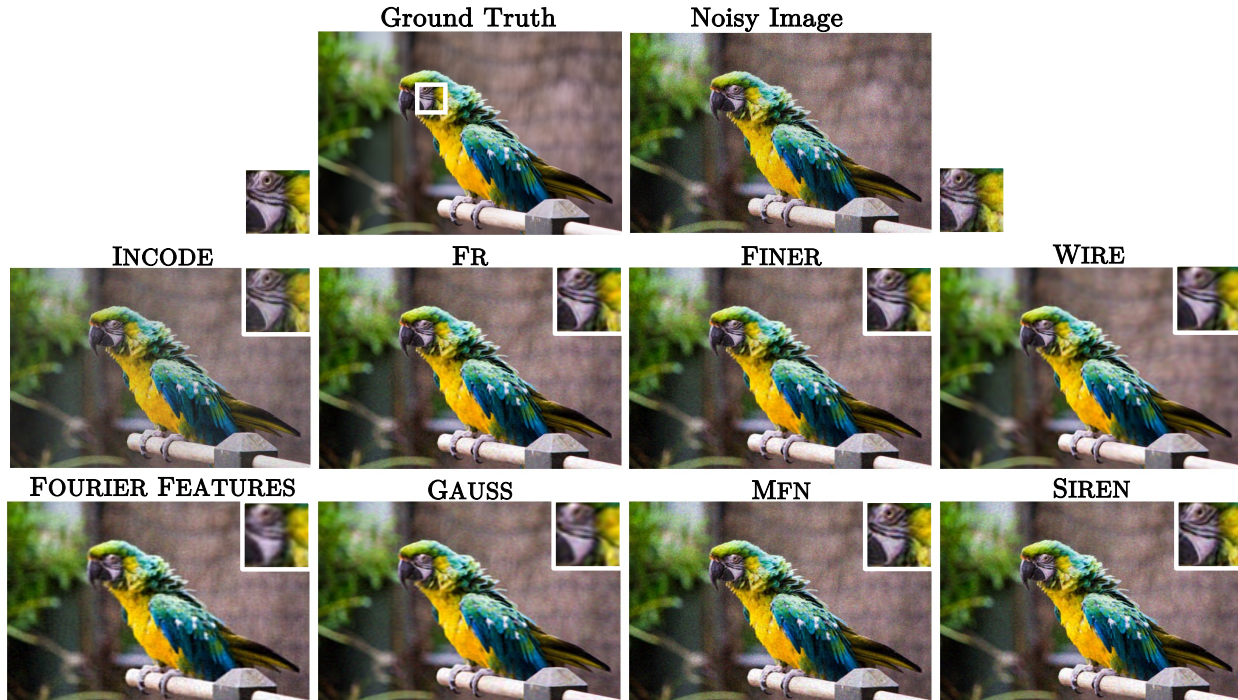 Ground Truth
Noisy Image
INCODE
FR
FINER
WIRE
FOURIER FEATURES
GAUSS
MFN
SIREN